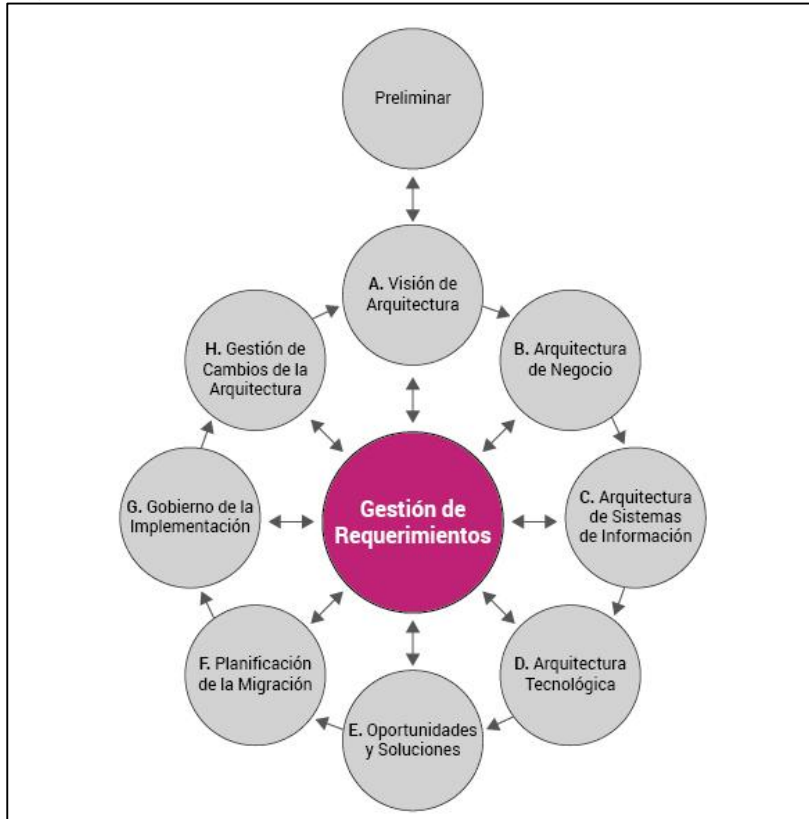 Preliminar
A. Visión de
Arquitectura
B. Arquitectura
de Negocio
H. Gestión de
Cambios de la
Arquitectura
C. Arquitectura
de Sistemas
de Información
Gestión de
Requerimientos
G. Gobierno de la
Implementación
D. Arquitectura
Tecnológica
F. Planificación
de la Migración
E. Oportunidades
y Soluciones